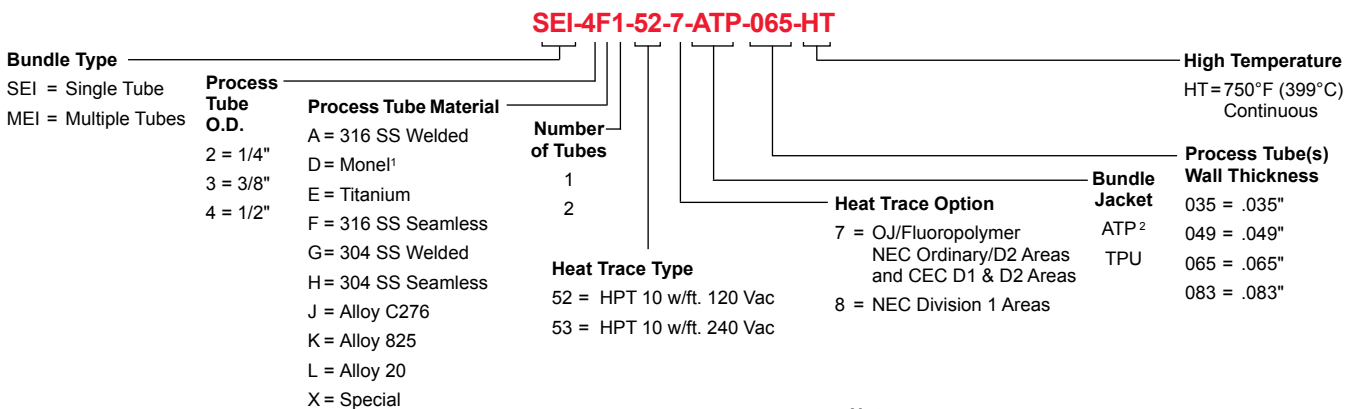 SEI-4F1-52-7-ATP-065-HT
Bundle Type
SEI = Single Tube
MEI = Multiple Tubes
Process
Tube
O.D.
2 = 1/4"
3 = 3/8"
4 = 1/2"
Process Tube Material
A = 316 SS Welded
D = Monel¹
E = Titanium
F = 316 SS Seamless
G= 304 SS Welded
H = 304 SS Seamless
J = Alloy C276
K = Alloy 825
L = Alloy 20
X = Special
Number
of Tubes
1
2
Heat Trace Type
52 = HPT 10 w/ft. 120 Vac
53 = HPT 10 w/ft. 240 Vac
Heat Trace Option
7 = OJ/Fluoropolymer
NEC Ordinary/D2 Areas
and CEC D1 & D2 Areas
8 = NEC Division 1 Areas
Bundle
Jacket
ATP ²
TPU
Process Tube(s)
Wall Thickness
035 = .035"
049 = .049"
065 = .065"
083 = .083"
High Temperature
HT = 750°F (399°C)
Continuous